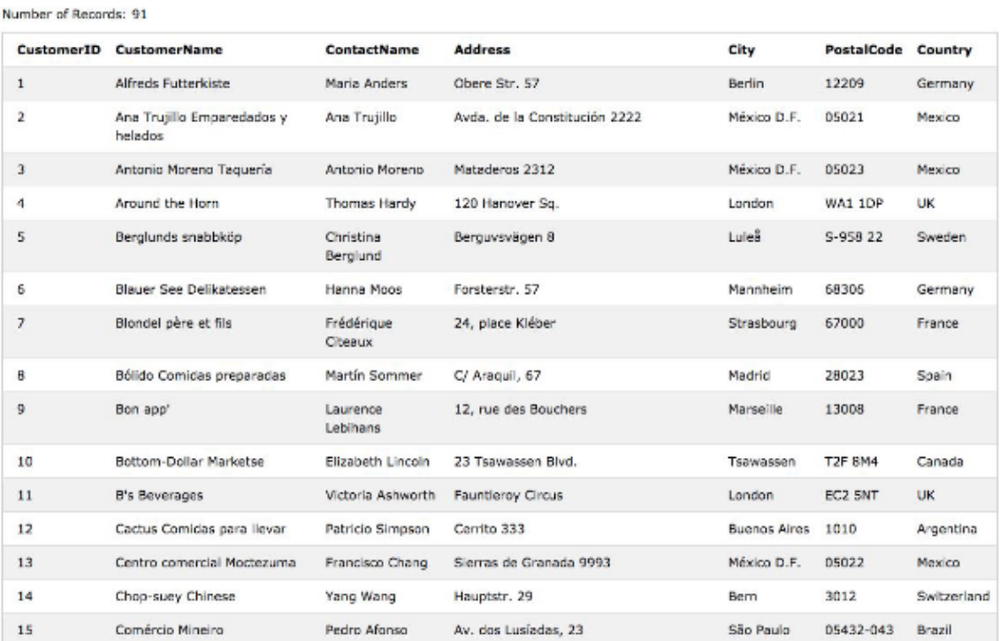 Number of Records: 91
CustomerID CustomerName ContactName Address City PostalCode Country
1 Alfreds Futterkiste Maria Anders Obere Str. 57 Berlin 12209 Germany
2 Ana Trujillo Emparedados y helados Ana Trujillo Avda. de la Constitución 2222 México D.F. 05021 Mexico
3 Antonio Moreno Taquería Antonio Moreno Mataderos 2312 México D.F. 05023 Mexico
4 Around the Horn Thomas Hardy 120 Hanover Sq. London WA1 1DP UK
5 Berglunds snabbköp Christina Berglund Berguvsvägen 8 Luleå S-958 22 Sweden
6 Blauer See Delikatessen Hanna Moos Forsterstr. 57 Mannheim 68306 Germany
7 Blondel père et fils Frédérique Citeaux 24, place Kléber Strasbourg 67000 France
8 Bólido Comidas preparadas Martín Sommer C/ Araquil, 67 Madrid 28023 Spain
9 Bon app' Laurence Lebihans 12, rue des Bouchers Marseille 13008 France
10 Bottom-Dollar Marketse Elizabeth Lincoln 23 Tsawassen Blvd. Tsawassen T2F 8M4 Canada
11 B's Beverages Victoria Ashworth Fauntleroy Circus London EC2 5NT UK
12 Cactus Comidas para llevar Patricio Simpson Cerrito 333 Buenos Aires 1010 Argentina
13 Centro comercial Moctezuma Francisco Chang Sierras de Granada 9993 México D.F. 05022 Mexico
14 Chop-suey Chinese Yang Wang Hauptstr. 29 Bern 3012 Switzerland
15 Comércio Mineiro Pedro Afonso Av. dos Lusíadas, 23 São Paulo 05432-043 Brazil